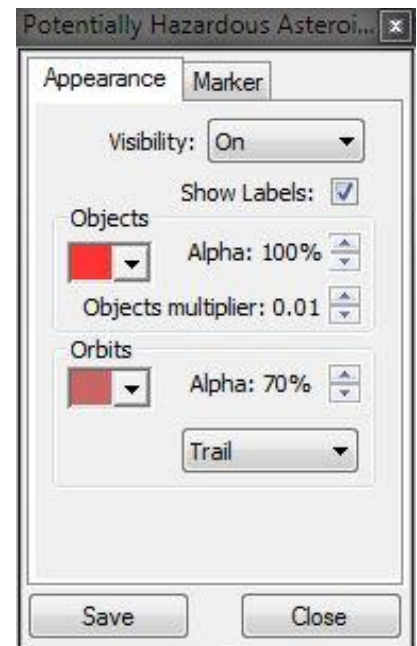 Potentially Hazardous Asteroi... x
Appearance Marker
Visibility: On
Show Labels:
Objects
Alpha: 100%
Objects multiplier: 0.01
Orbits
Alpha: 70%
Trail
Save Close